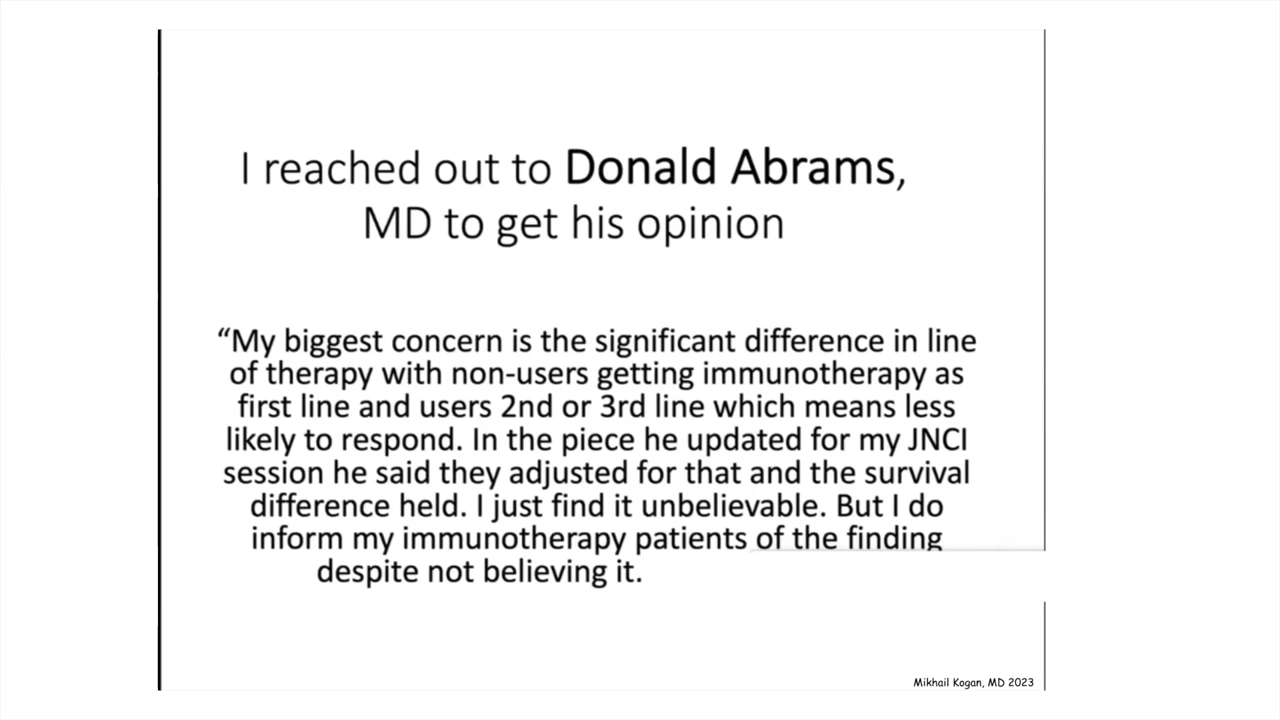 I reached out to Donald Abrams,
MD to get his opinion
“My biggest concern is the significant difference in line
of therapy with non-users getting immunotherapy as
first line and users 2nd or 3rd line which means less
likely to respond. In the piece he updated for my JNCI
session he said they adjusted for that and the survival
difference held. I just find it unbelievable. But I do
inform my immunotherapy patients of the finding
despite not believing it.
Mikhail Kogan, MD 2023